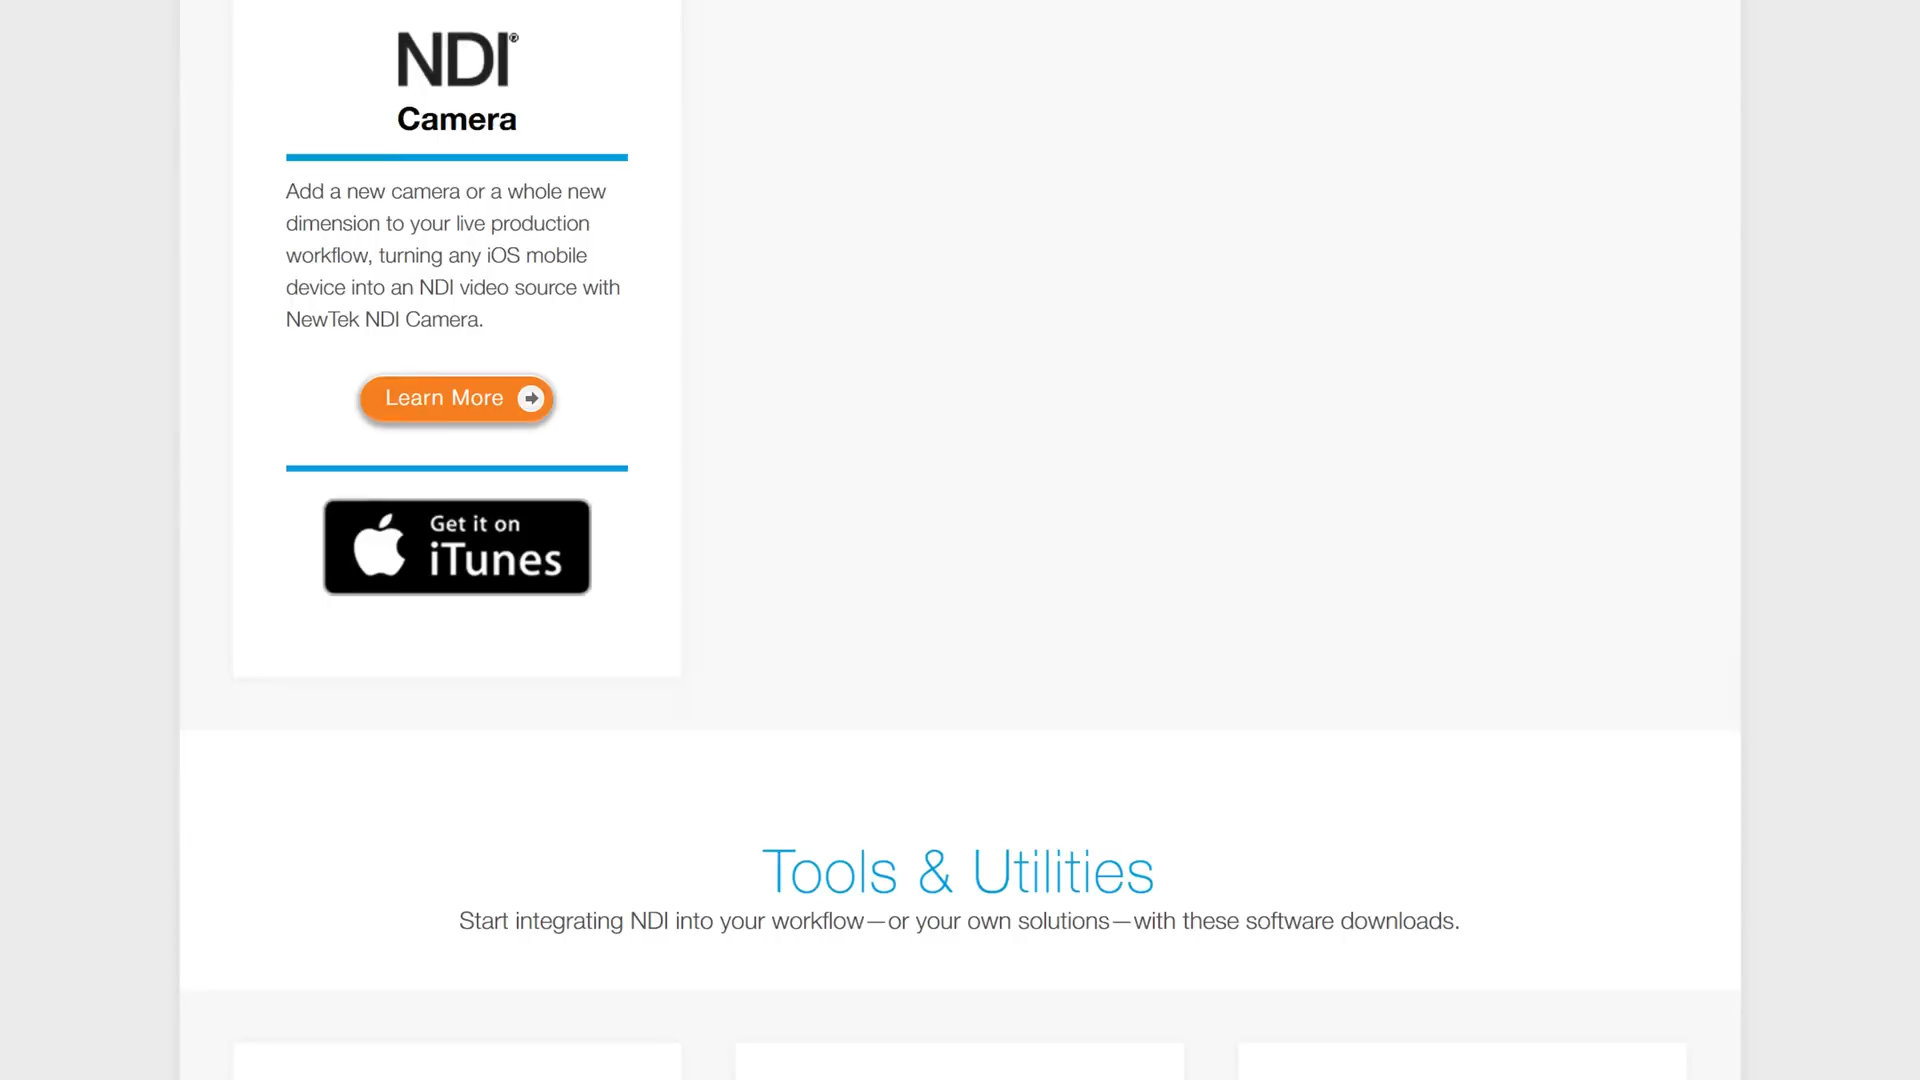 NDI®
Camera
Add a new camera or a whole new
dimension to your live production
workflow, turning any iOS mobile
device into an NDI video source with
NewTek NDI Camera.
Learn More
Get it on
iTunes
Tools & Utilities
Start integrating NDI into your workflow—or your own solutions—with these software downloads.